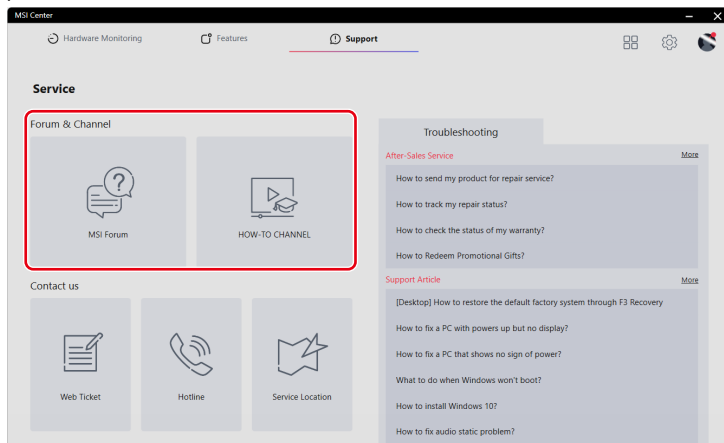 MSI Center
Hardware Monitoring
Features
Support
Service
Forum & Channel
MSI Forum
HOW-TO CHANNEL
Contact us
Web Ticket
Hotline
Service Location
Troubleshooting
After-Sales Service
More
How to send my product for repair service?
How to track my repair status?
How to check the status of my warranty?
How to Redeem Promotional Gifts?
Support Article
More
[Desktop] How to restore the default factory system through F3 Recovery
How to fix a PC with powers up but no display?
How to fix a PC that shows no sign of power?
What to do when Windows won't boot?
How to install Windows 10?
How to fix audio static problem?